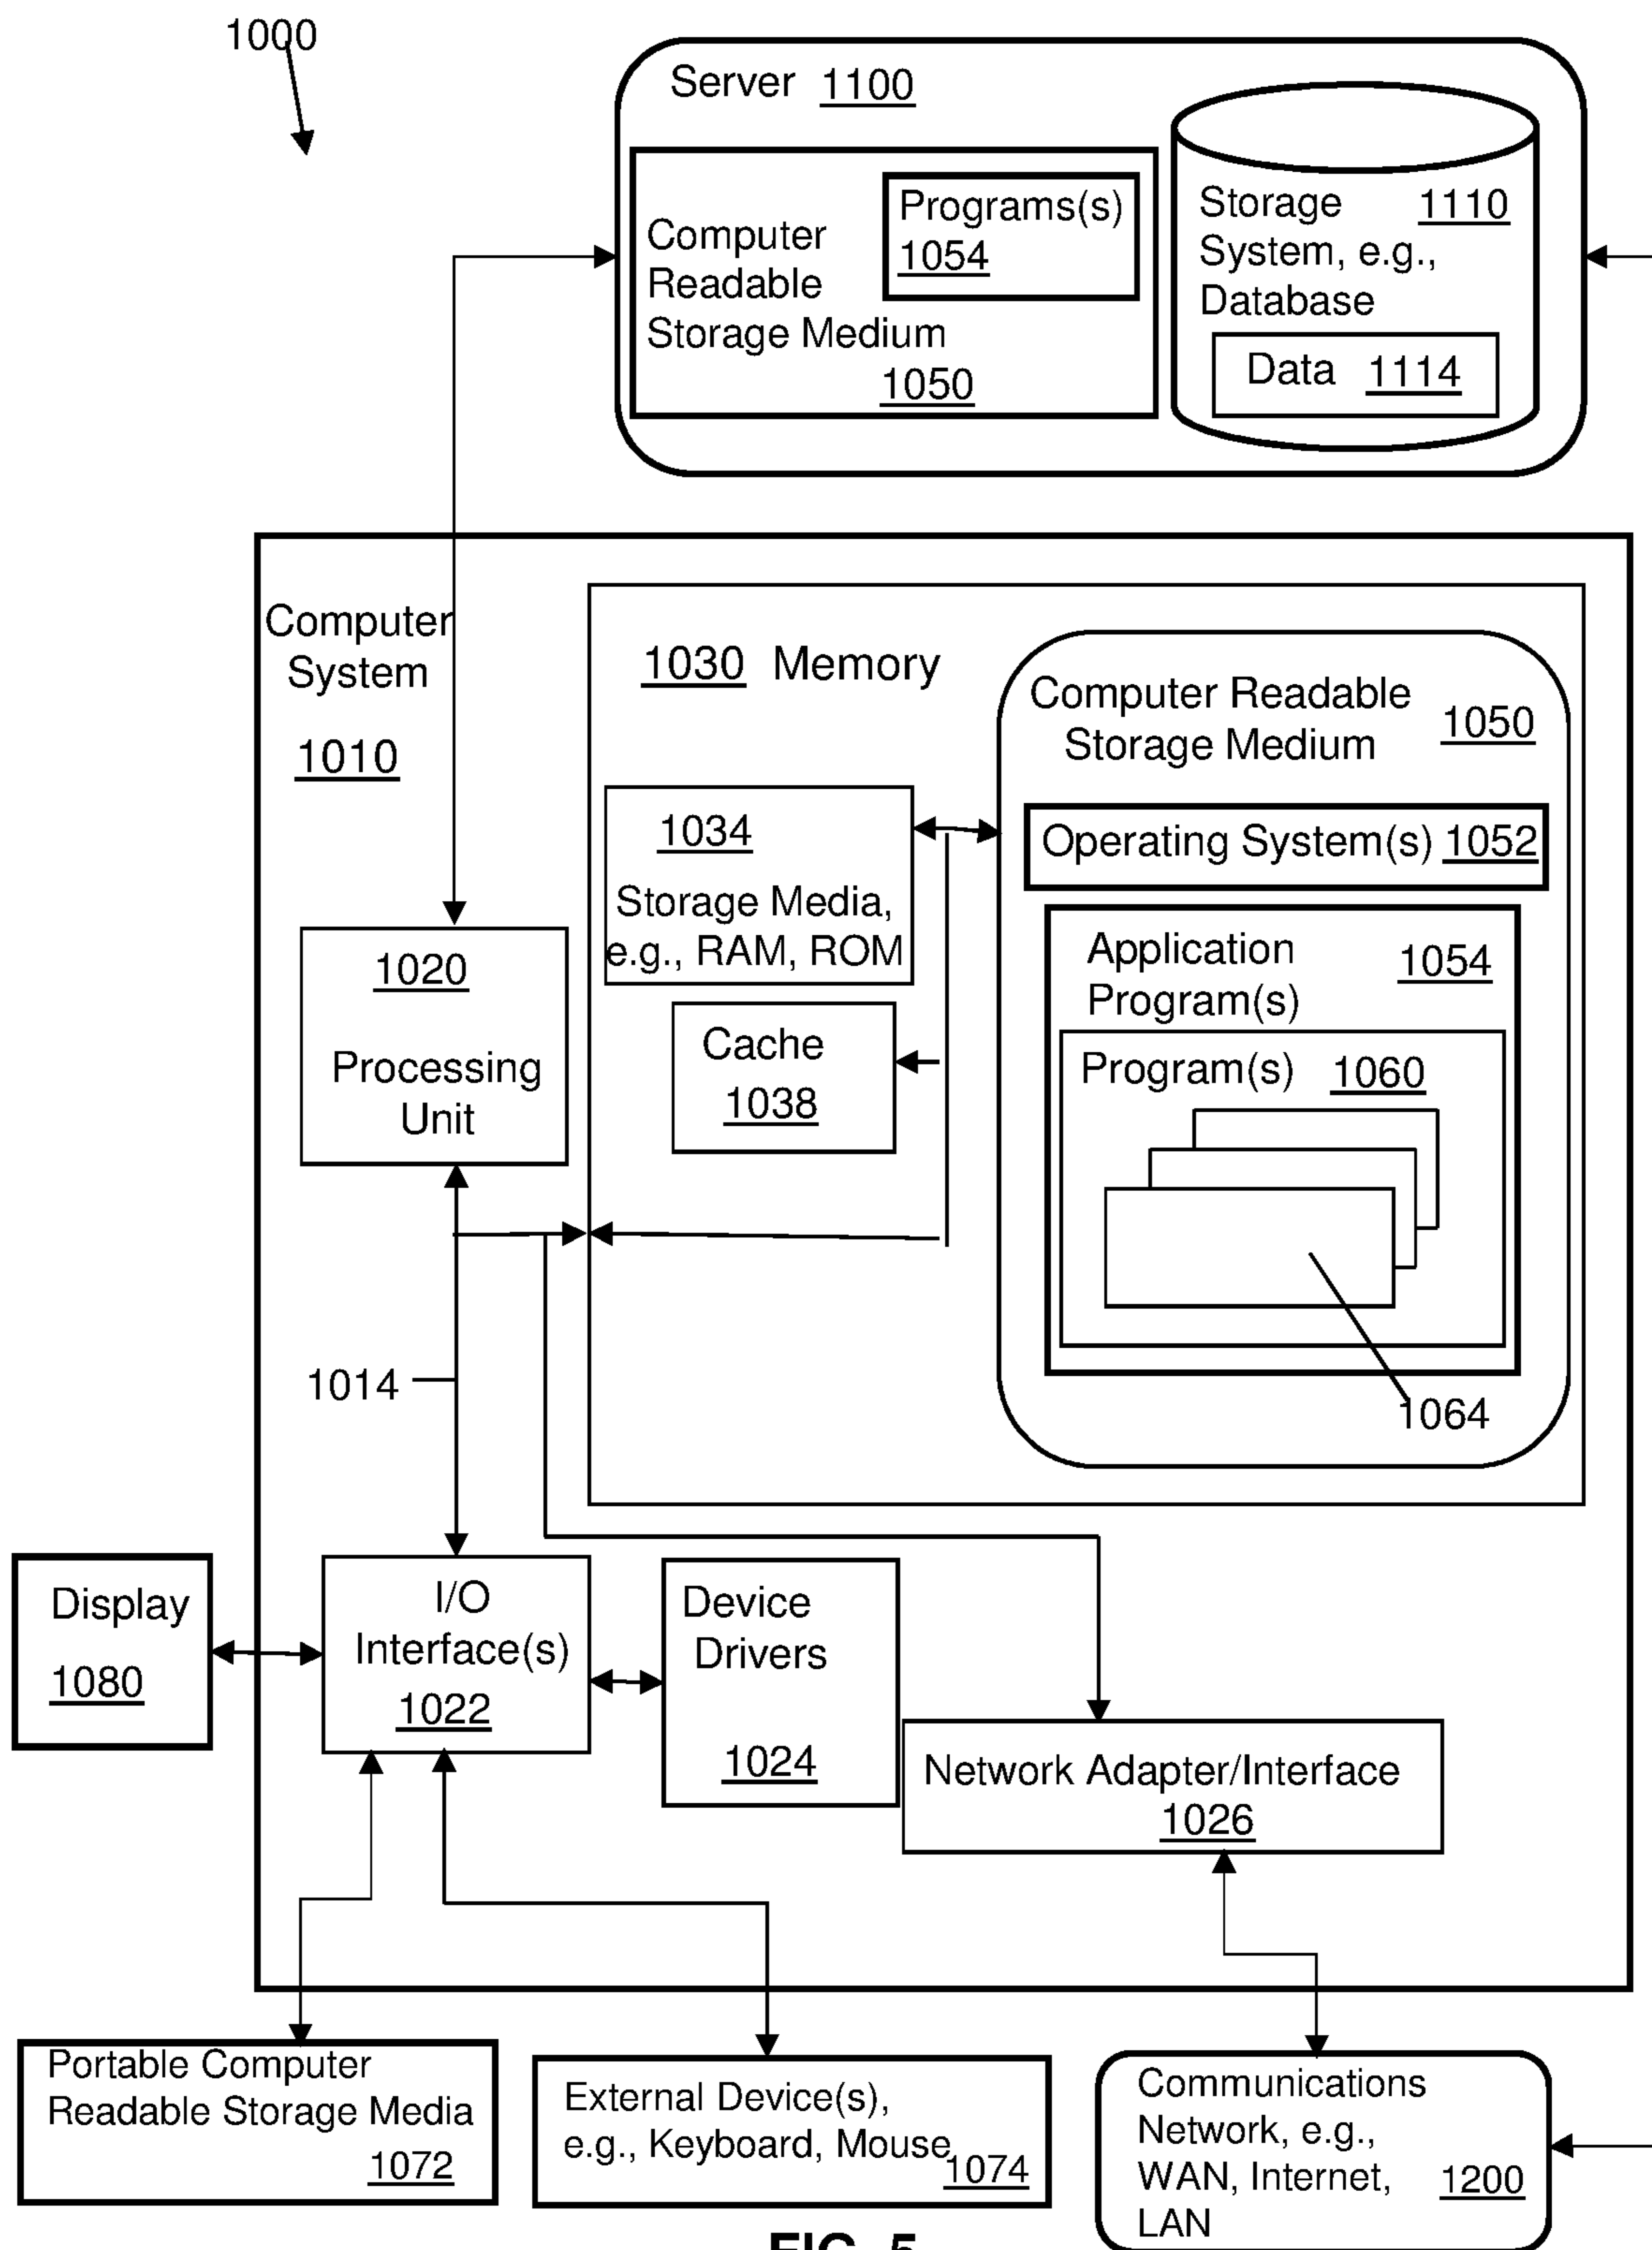 1000
Server 1100
Programs(s)
1054
Computer
Readable
Storage Medium
1050
Storage 1110
System, e.g.,
Database
Data 1114
Computer
System
1010
1030 Memory
Computer Readable
Storage Medium
1050
1034
Storage Media,
e.g., RAM, ROM
Operating System(s) 1052
Application
Program(s)
1054
Cache
1038
Program(s) 1060
1064
1020
Processing
Unit
1014
Display
1080
I/O
Interface(s)
1022
Device
Drivers
1024
Network Adapter/Interface
1026
Portable Computer
Readable Storage Media
1072
External Device(s),
e.g., Keyboard, Mouse
1074
Communications
Network, e.g.,
WAN, Internet,
LAN
1200
FIG. 5